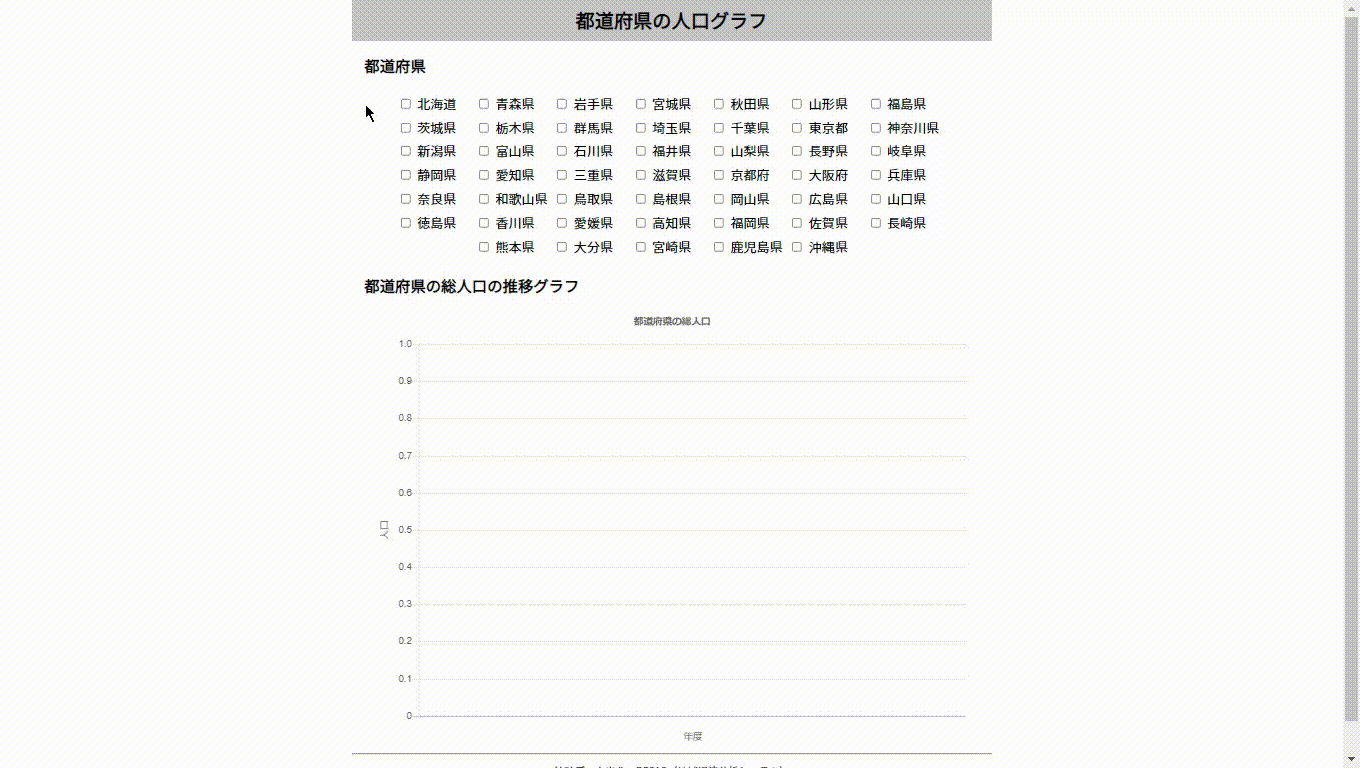 都道府県の人口グラフ
都道府県
北海道 青森県 岩手県 宮城県 秋田県 山形県 福島県
茨城県 栃木県 群馬県 埼玉県 千葉県 東京都 神奈川県
新潟県 富山県 石川県 福井県 山梨県 長野県 岐阜県
静岡県 愛知県 三重県 滋賀県 京都府 大阪府 兵庫県
奈良県 和歌山県 鳥取県 島根県 岡山県 広島県 山口県
徳島県 香川県 愛媛県 高知県 福岡県 佐賀県 長崎県
熊本県 大分県 宮崎県 鹿児島県 沖縄県
都道府県の総人口の推移グラフ
都道府県の総人口
1.0
0.9
0.8
0.7
0.6
人口
0.5
0.4
0.3
0.2
0.1
0
年度